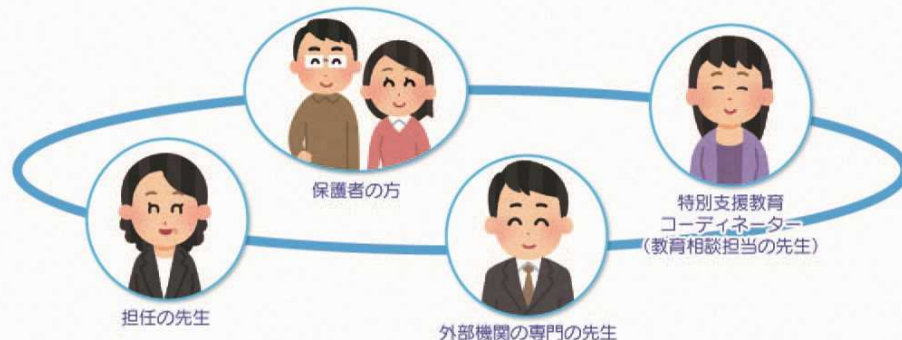 保護者の方
特別支援教育
コーディネーター
（教育相談担当の先生）
担任の先生
外部機関の専門の先生